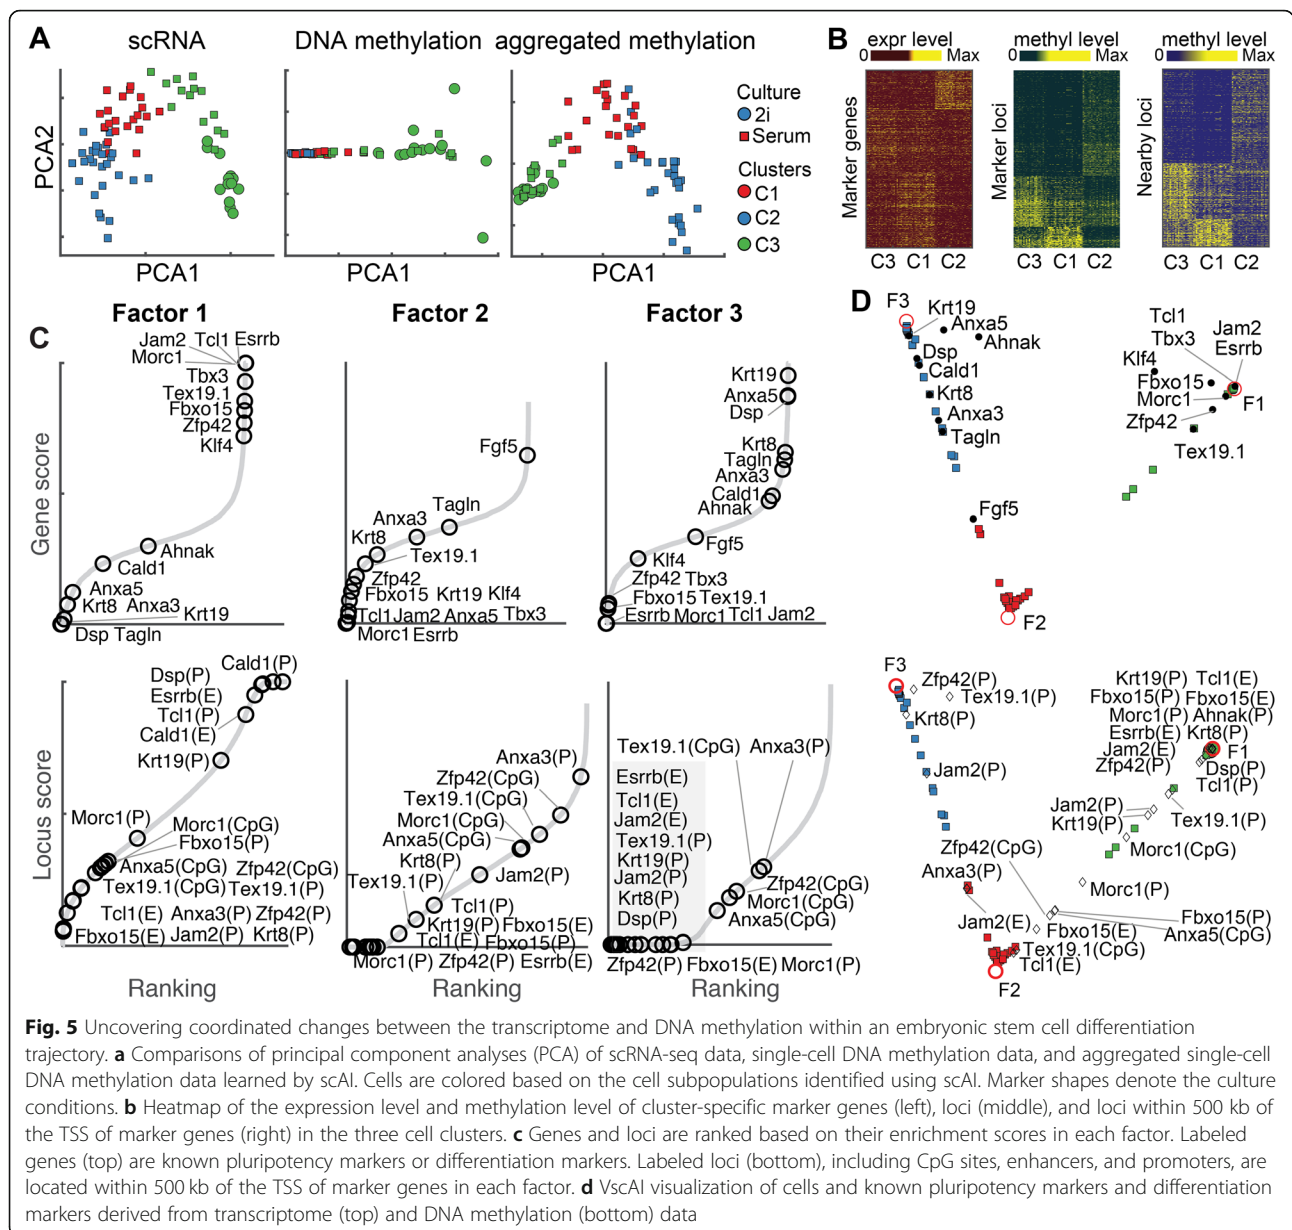 A
scRNA
DNA methylation
aggregated methylation
PCA2
PCA1
PCA1
PCA1
Culture
2i
Serum
Clusters
C1
C2
C3
B
expr level
0 Max
Marker genes
C3 C1 C2
methyl level
0 Max
Marker loci
C3 C1 C2
methyl level
0 Max
Nearby loci
C3 C1 C2
C
Factor 1
Gene score
Jam2 Tcl1 Esrrb
Morc1
Tbx3
Tex19.1
Fbxo15
Zfp42
Klf4
Ahnak
Cald1
Anxa5
Krt8 Anxa3 Krt19
Dsp Tagln
Factor 2
Fgf5
Tagln
Anxa3
Krt8
Tex19.1
Zfp42
Fbxo15 Krt19 Klf4
Tcl1 Jam2 Anxa5 Tbx3
Morc1 Esrrb
Factor 3
Krt19
Anxa5
Dsp
Krt8
Tagln
Anxa3
Cald1
Ahnak
Fgf5
Klf4
Zfp42 Tbx3
Fbxo15 Tex19.1
Esrrb Morc1 Tcl1 Jam2
Locus score
Cald1(P)
Dsp(P)
Esrrb(E)
Tcl1(P)
Cald1(E)
Krt19(P)
Morc1(P)
Morc1(CpG)
Fbxo15(P)
Anxa5(CpG) Zfp42(CpG)
Tex19.1(CpG) Tex19.1(P)
Tcl1(E) Anxa3(P) Zfp42(P)
Fbxo15(E) Jam2(P) Krt8(P)
Ranking
Anxa3(P)
Zfp42(CpG)
Tex19.1(CpG)
Morc1(CpG)
Anxa5(CpG)
Krt8(P)
Jam2(P)
Tex19.1(P)
Tcl1(P)
Krt19(P) Fbxo15(E)
Tcl1(E) Fbxo15(P)
Morc1(P) Zfp42(P) Esrrb(E)
Ranking
Tex19.1(CpG) Anxa3(P)
Esrrb(E)
Tcl1(E)
Jam2(E)
Tex19.1(P)
Krt19(P)
Jam2(P)
Krt8(P)
Dsp(P)
Zfp42(CpG)
Morc1(CpG)
Anxa5(CpG)
Zfp42(P) Fbxo15(E) Morc1(P)
Ranking
D
F3
Krt19
Anxa5
Ahnak
Dsp
Cald1
Krt8
Anxa3
Tagln
Fgf5
F2
Tcl1
Tbx3
Jam2
Esrrb
Klf4
Fbxo15
Morc1
F1
Zfp42
Tex19.1
F3
Zfp42(P)
Tex19.1(P)
Krt8(P)
Jam2(P)
Krt19(P) Tcl1(E)
Fbxo15(P) Fbxo15(E)
Morc1(P) Ahnak(P)
Esrrb(E) Krt8(P)
Jam2(E) F1
Zfp42(P) Dsp(P)
Tcl1(P)
Jam2(P)
Krt19(P) Tex19.1(P)
Morc1(CpG)
Zfp42(CpG)
Anxa3(P)
Morc1(P)
Jam2(E)
Fbxo15(P)
Fbxo15(E) Anxa5(CpG)
Tex19.1(CpG)
Tcl1(E)
F2
Fig. 5 Uncovering coordinated changes between the transcriptome and DNA methylation within an embryonic stem cell differentiation
trajectory. a Comparisons of principal component analyses (PCA) of scRNA-seq data, single-cell DNA methylation data, and aggregated single-cell
DNA methylation data learned by scAI. Cells are colored based on the cell subpopulations identified using scAI. Marker shapes denote the culture
conditions. b Heatmap of the expression level and methylation level of cluster-specific marker genes (left), loci (middle), and loci within 500 kb of
the TSS of marker genes (right) in the three cell clusters. c Genes and loci are ranked based on their enrichment scores in each factor. Labeled
genes (top) are known pluripotency markers or differentiation markers. Labeled loci (bottom), including CpG sites, enhancers, and promoters, are
located within 500 kb of the TSS of marker genes in each factor. d VscAI visualization of cells and known pluripotency markers and differentiation
markers derived from transcriptome (top) and DNA methylation (bottom) data